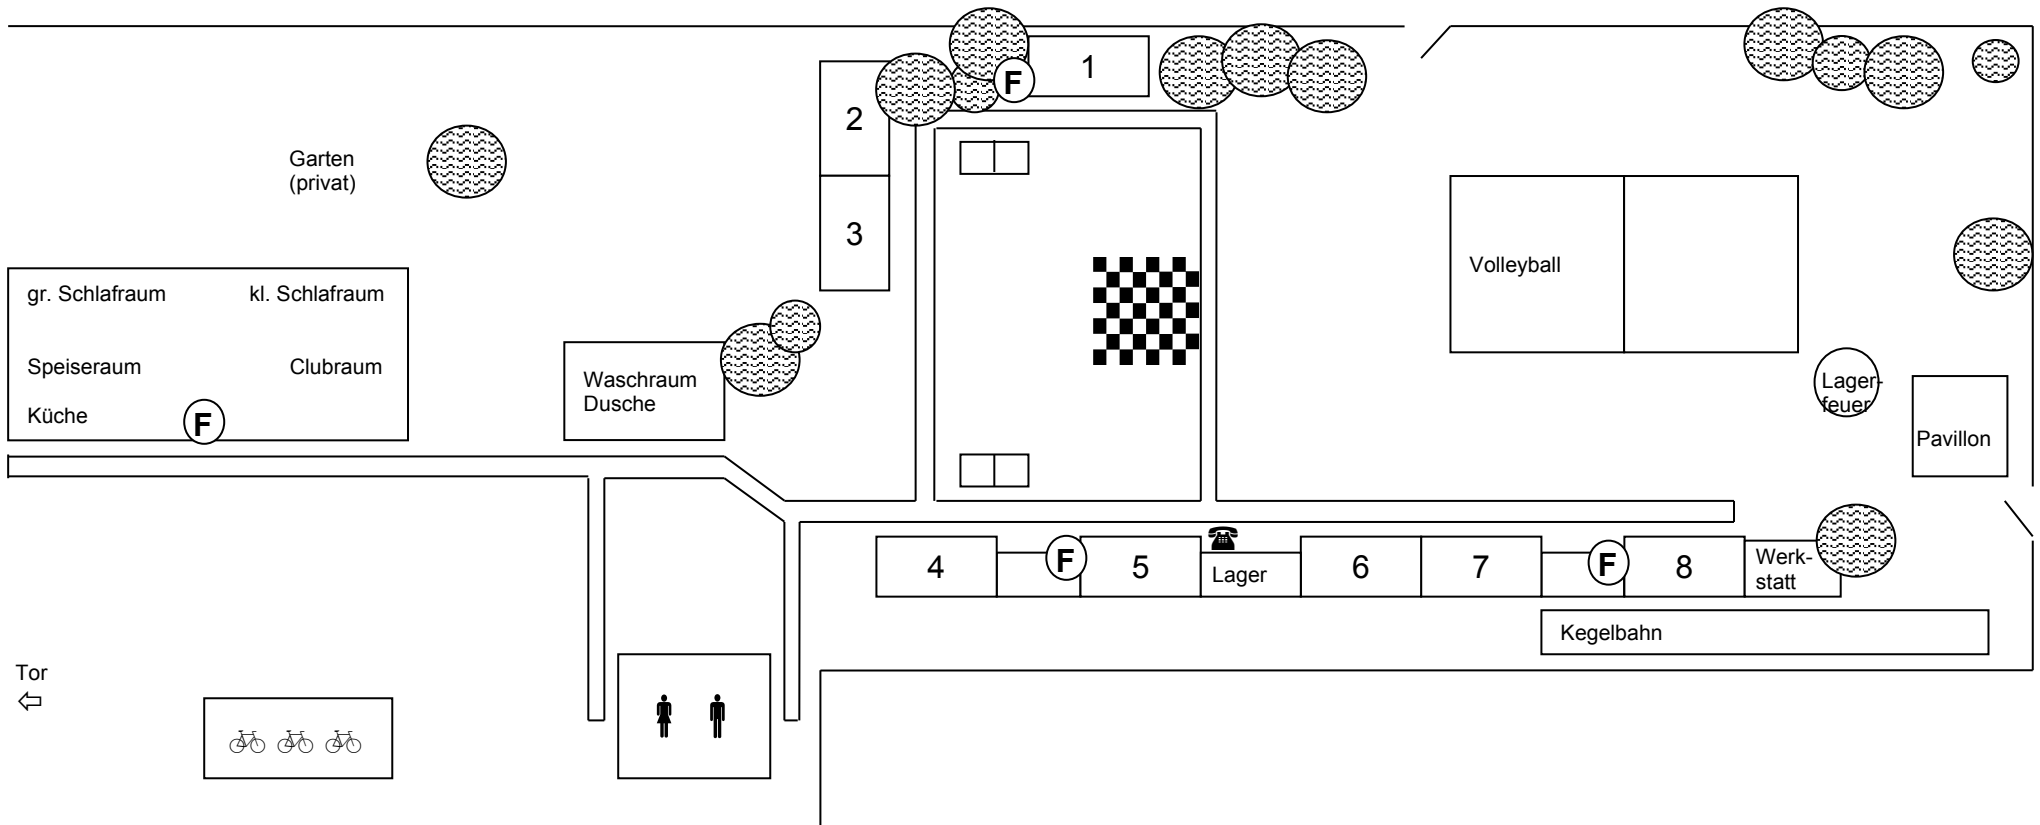 F
1
2
Garten
(privat)
3
Volleyball
gr. Schlafraum
kl. Schlafraum
Speiseraum
Clubraum
Waschraum
Dusche
Küche
F
Lager-
feuer
Pavillon
4
F
5
Lager
6
7
F
8
Werk-
statt
Kegelbahn
Tor